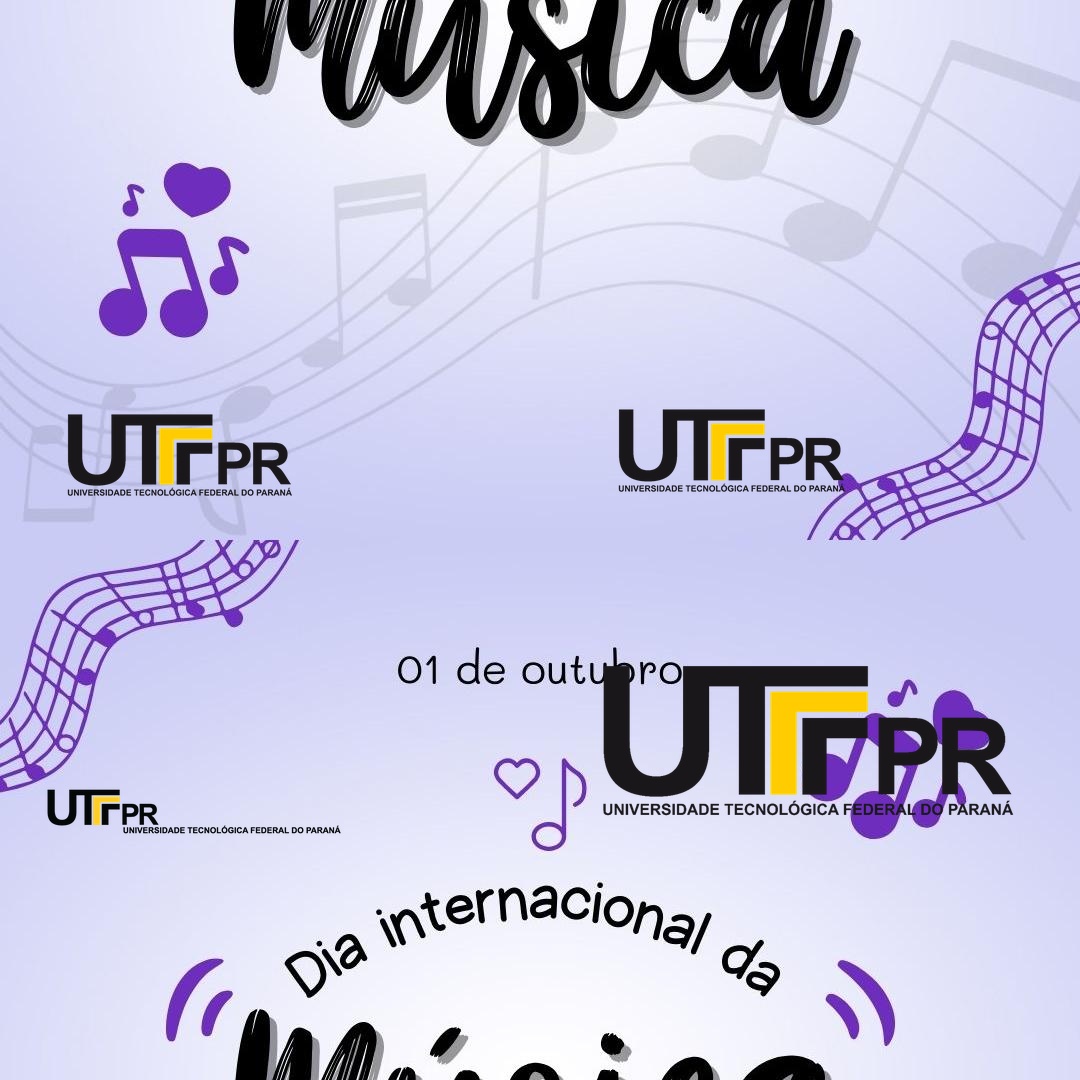 Música
UTFPR
UNIVERSIDADE TECNOLÓGICA FEDERAL DO PARANÁ
UTFPR
UNIVERSIDADE TECNOLÓGICA FEDERAL DO PARANÁ
01 de outubro
UTFPR
UNIVERSIDADE TECNOLÓGICA FEDERAL DO PARANÁ
UTFPR
UNIVERSIDADE TECNOLÓGICA FEDERAL DO PARANÁ
Dia internacional da
Música